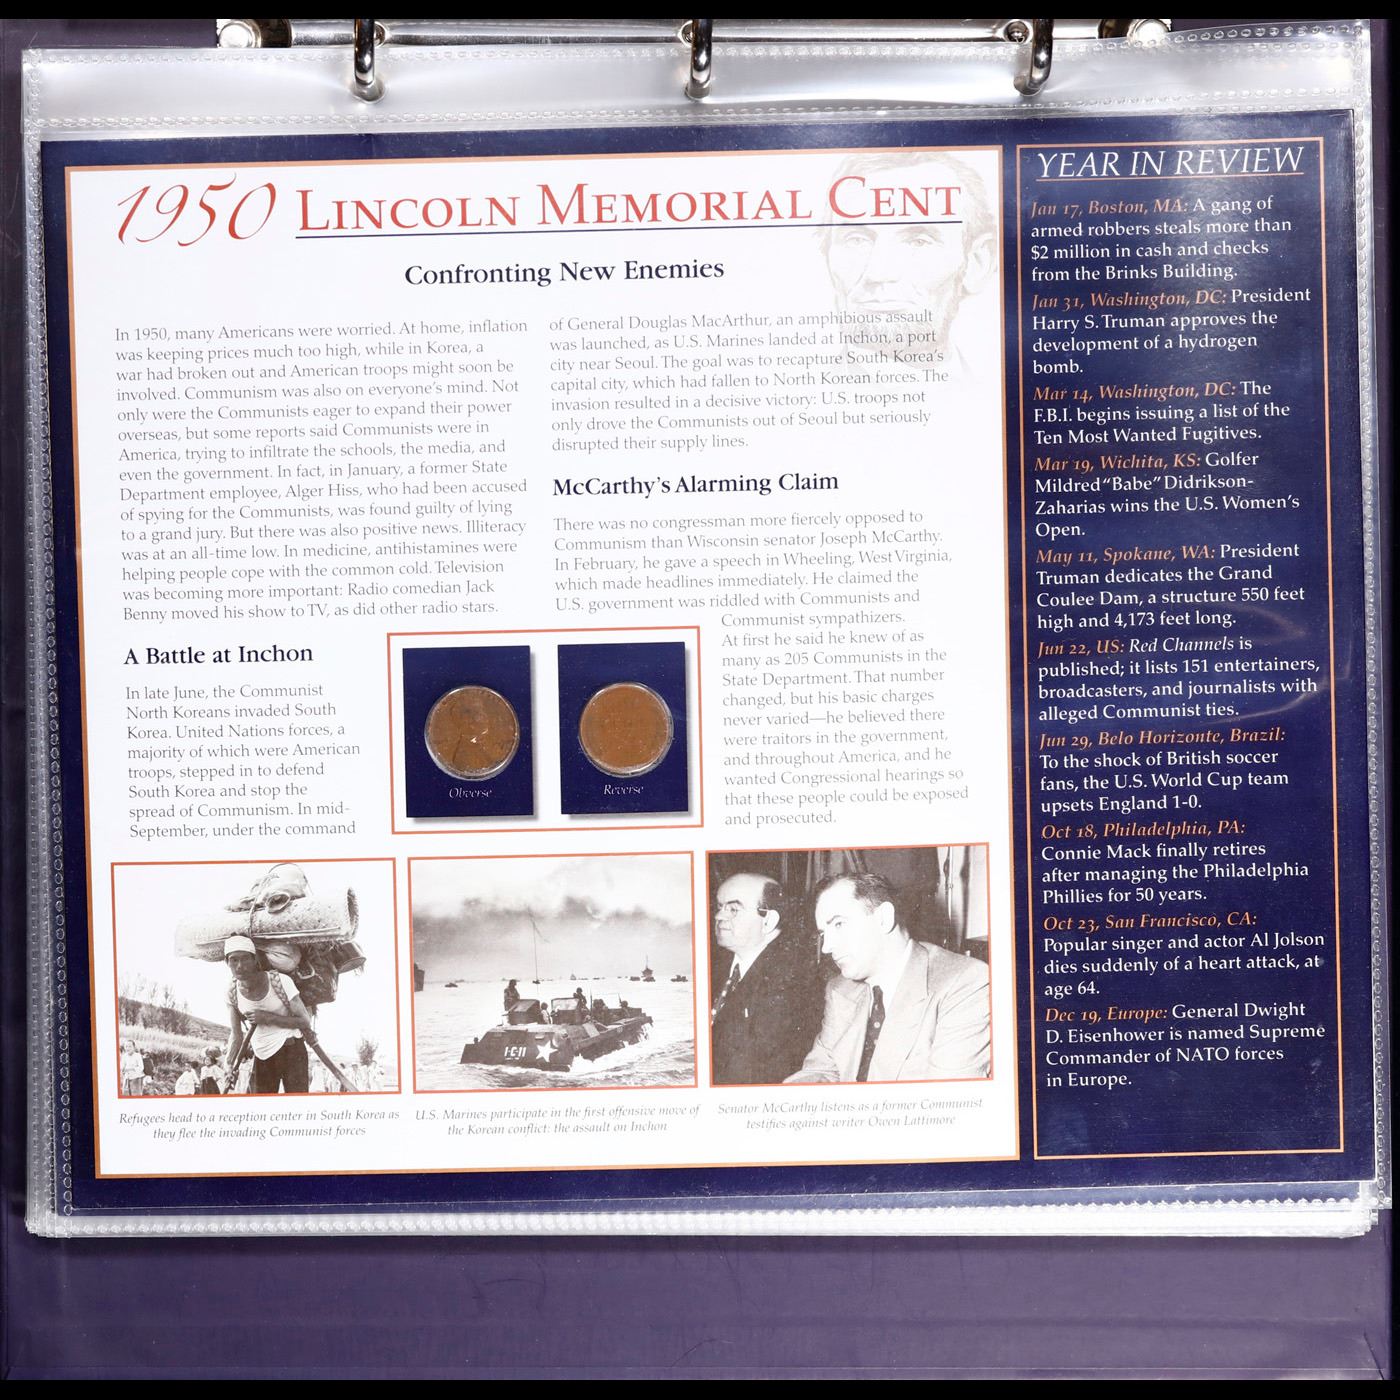 1950 LINCOLN MEMORIAL CENT
Confronting New Enemies
In 1950, many Americans were worried. At home, inflation
was keeping prices much too high, while in Korea, a
war had broken out and American troops might soon be
involved. Communism was also on everyone's mind. Not
only were the Communists eager to expand their power
overseas, but some reports said Communists were in
America, trying to infiltrate the schools, the media, and
even the government. In fact, in January, a former State
Department employee, Alger Hiss, who had been accused
of spying for the Communists, was found guilty of lying
to a grand jury. But there was also positive news. Illiteracy
was at an all-time low. In medicine, antihistamines were
helping people cope with the common cold. Television
was becoming more important: Radio comedian Jack
Benny moved his show to TV, as did other radio stars.
A Battle at Inchon
In late June, the Communist
North Koreans invaded South
Korea. United Nations forces, a
majority of which were American
troops, stepped in to defend
South Korea and stop the
spread of Communism. In mid-
September, under the command
of General Douglas MacArthur, an amphibious assault
was launched, as U.S. Marines landed at Inchon, a port
city near Seoul. The goal was to recapture South Korea's
capital city, which had fallen to North Korean forces. The
invasion resulted in a decisive victory: U.S. troops not
only drove the Communists out of Seoul but seriously
disrupted their supply lines.
McCarthy's Alarming Claim
There was no congressman more fiercely opposed to
Communism than Wisconsin senator Joseph McCarthy.
In February, he gave a speech in Wheeling, West Virginia,
which made headlines immediately. He claimed the
U.S. government was riddled with Communists and
Communist sympathizers.
At first he said he knew of as
many as 205 Communists in the
State Department. That number
changed, but his basic charges
never varied—he believed there
were traitors in the government,
and throughout America, and he
wanted Congressional hearings so
that these people could be exposed
and prosecuted.
Obverse
Reverse
1-C-11
Refugees head to a reception center in South Korea as
they flee the invading Communist forces
U.S. Marines participate in the first offensive move of
the Korean conflict: the assault on Inchon
Senator McCarthy listens as a former Communist
testifies against writer Owen Lattimore
YEAR IN REVIEW
Jan 17, Boston, MA: A gang of
armed robbers steals more than
$2 million in cash and checks
from the Brinks Building.
Jan 31, Washington, DC: President
Harry S. Truman approves the
development of a hydrogen
bomb.
Mar 14, Washington, DC: The
F.B.I. begins issuing a list of the
Ten Most Wanted Fugitives.
Mar 19, Wichita, KS: Golfer
Mildred "Babe" Didrikson-
Zaharias wins the U.S. Women's
Open.
May 11, Spokane, WA: President
Truman dedicates the Grand
Coulee Dam, a structure 550 feet
high and 4,173 feet long.
Jun 22, US: Red Channels is
published; it lists 151 entertainers,
broadcasters, and journalists with
alleged Communist ties.
Jun 29, Belo Horizonte, Brazil:
To the shock of British soccer
fans, the U.S. World Cup team
upsets England 1-0.
Oct 18, Philadelphia, PA:
Connie Mack finally retires
after managing the Philadelphia
Phillies for 50 years.
Oct 23, San Francisco, CA:
Popular singer and actor Al Jolson
dies suddenly of a heart attack, at
age 64.
Dec 19, Europe: General Dwight
D. Eisenhower is named Supreme
Commander of NATO forces
in Europe.